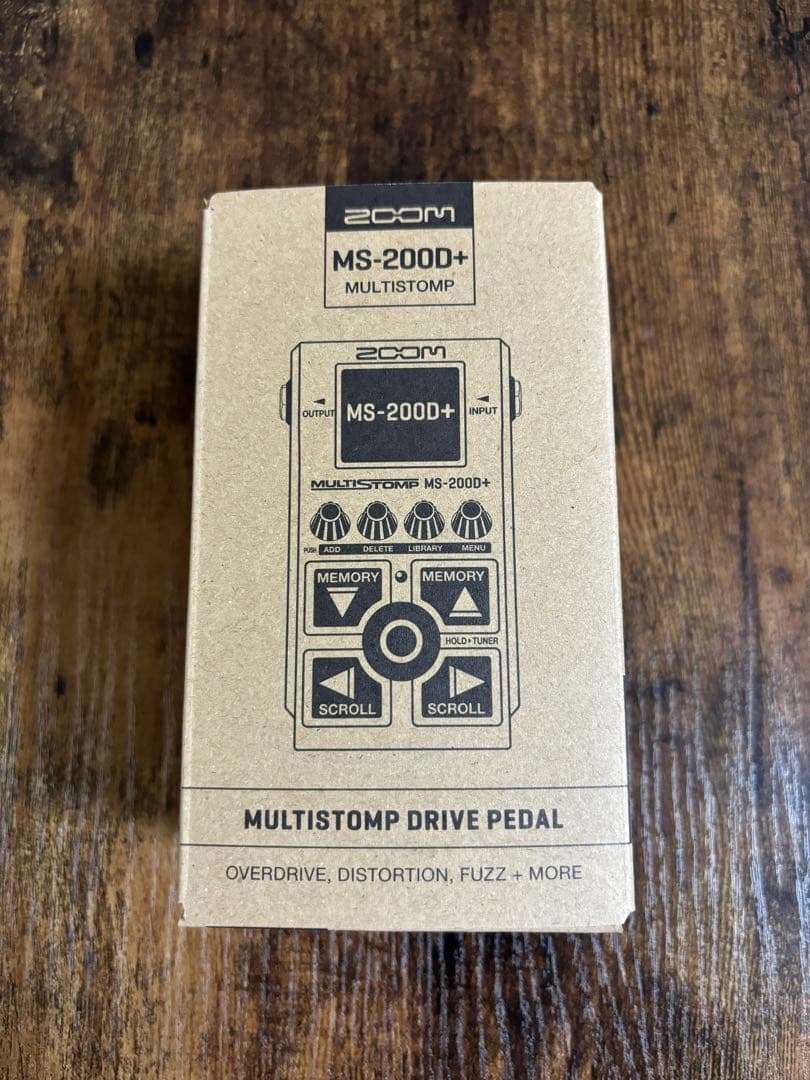 ZOOM
MS-200D+
MULTISTOMP
ZOOM
OUTPUT
MS-200D+
INPUT
MULTISTOMP MS-200D+
PUSH ADD DELETE LIBRARY MENU
MEMORY MEMORY
HOLD▸TUNER
SCROLL SCROLL
MULTISTOMP DRIVE PEDAL
OVERDRIVE, DISTORTION, FUZZ + MORE